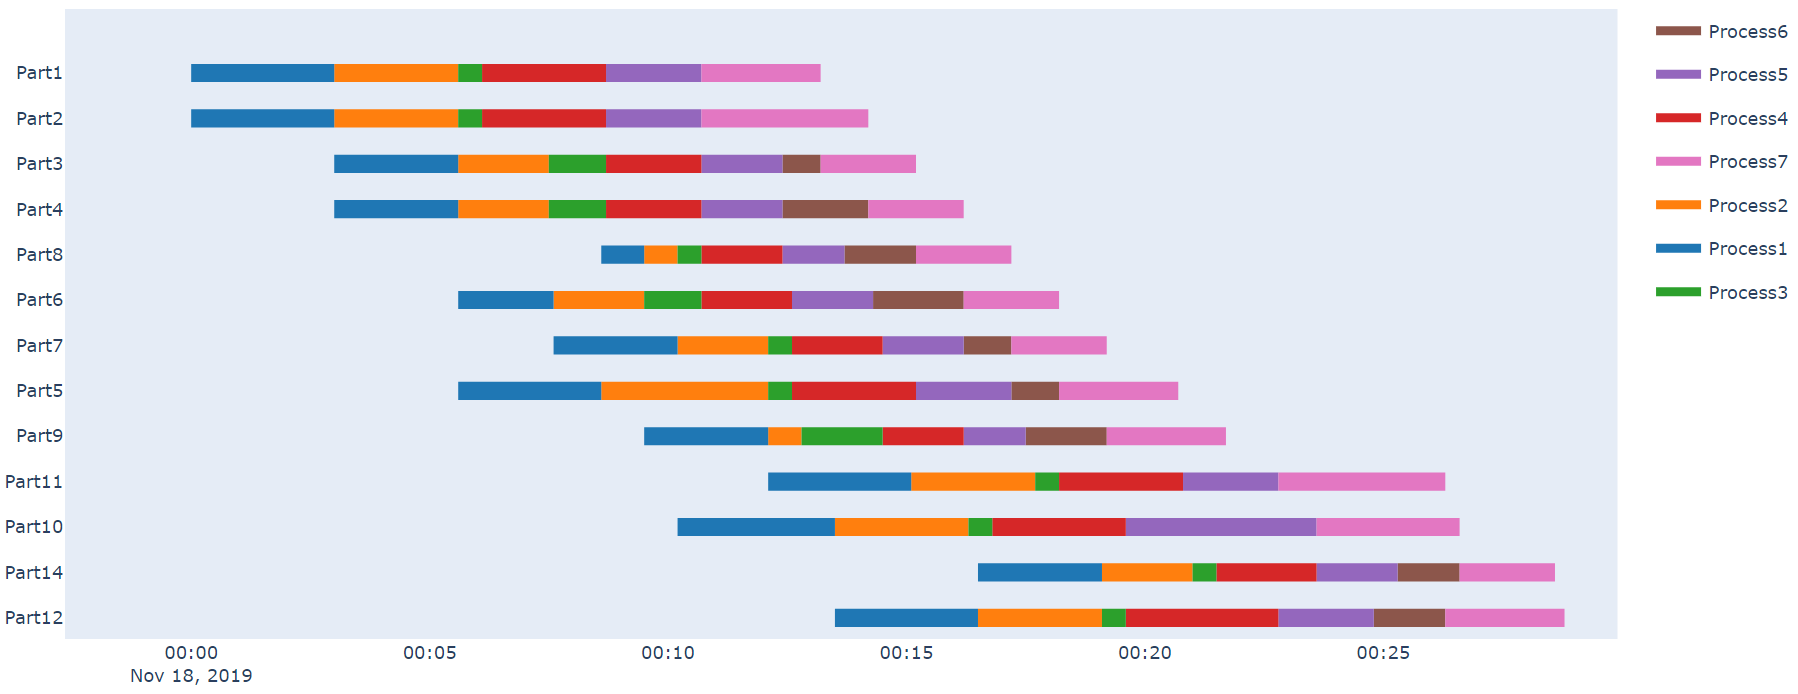 Part1
Part2
Part3
Part4
Part8
Part6
Part7
Part5
Part9
Part11
Part10
Part14
Part12
00:00 00:05 00:10 00:15 00:20 00:25
Nov 18, 2019
Process6
Process5
Process4
Process7
Process2
Process1
Process3